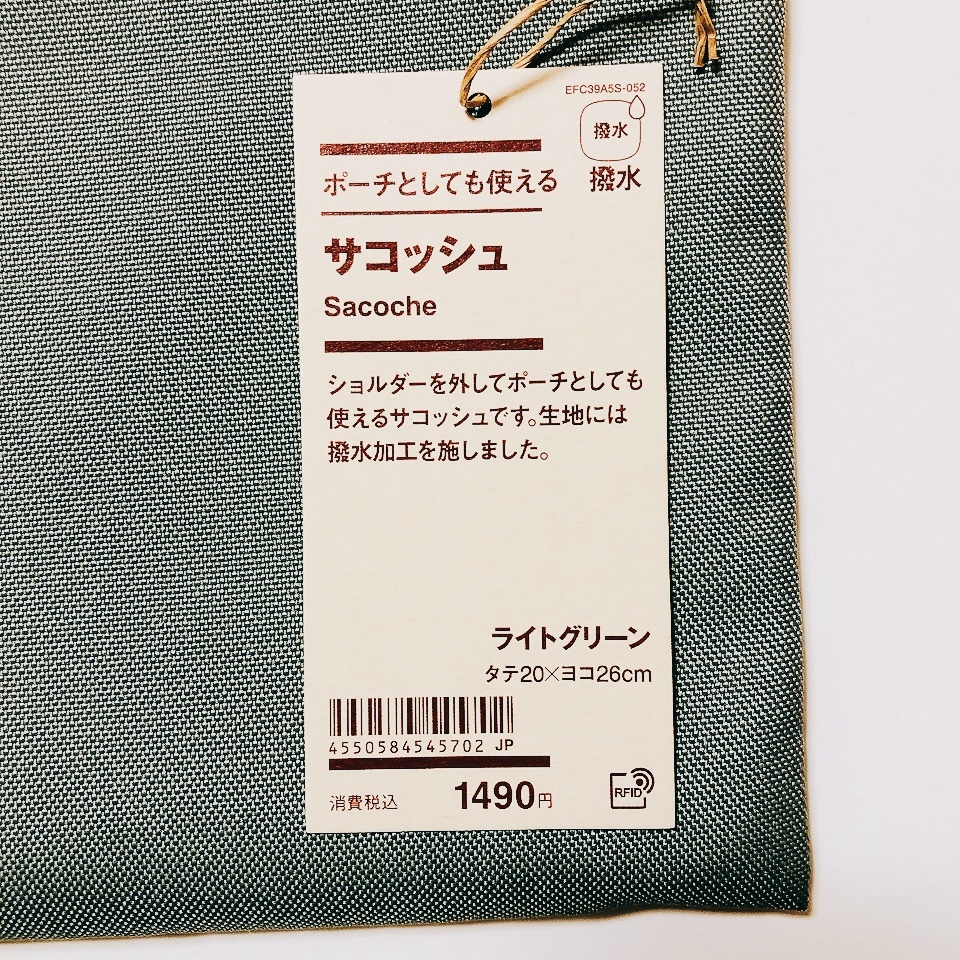 EFC39A5S-052
撥水
撥水
ポーチとしても使える
サコッシュ
Sacoche
ショルダーを外してポーチとしても
使えるサコッシュです。生地には
撥水加工を施しました。
ライトグリーン
タテ20×ヨコ26cm
4550584545702 JP
消費税込 1490円
RFID